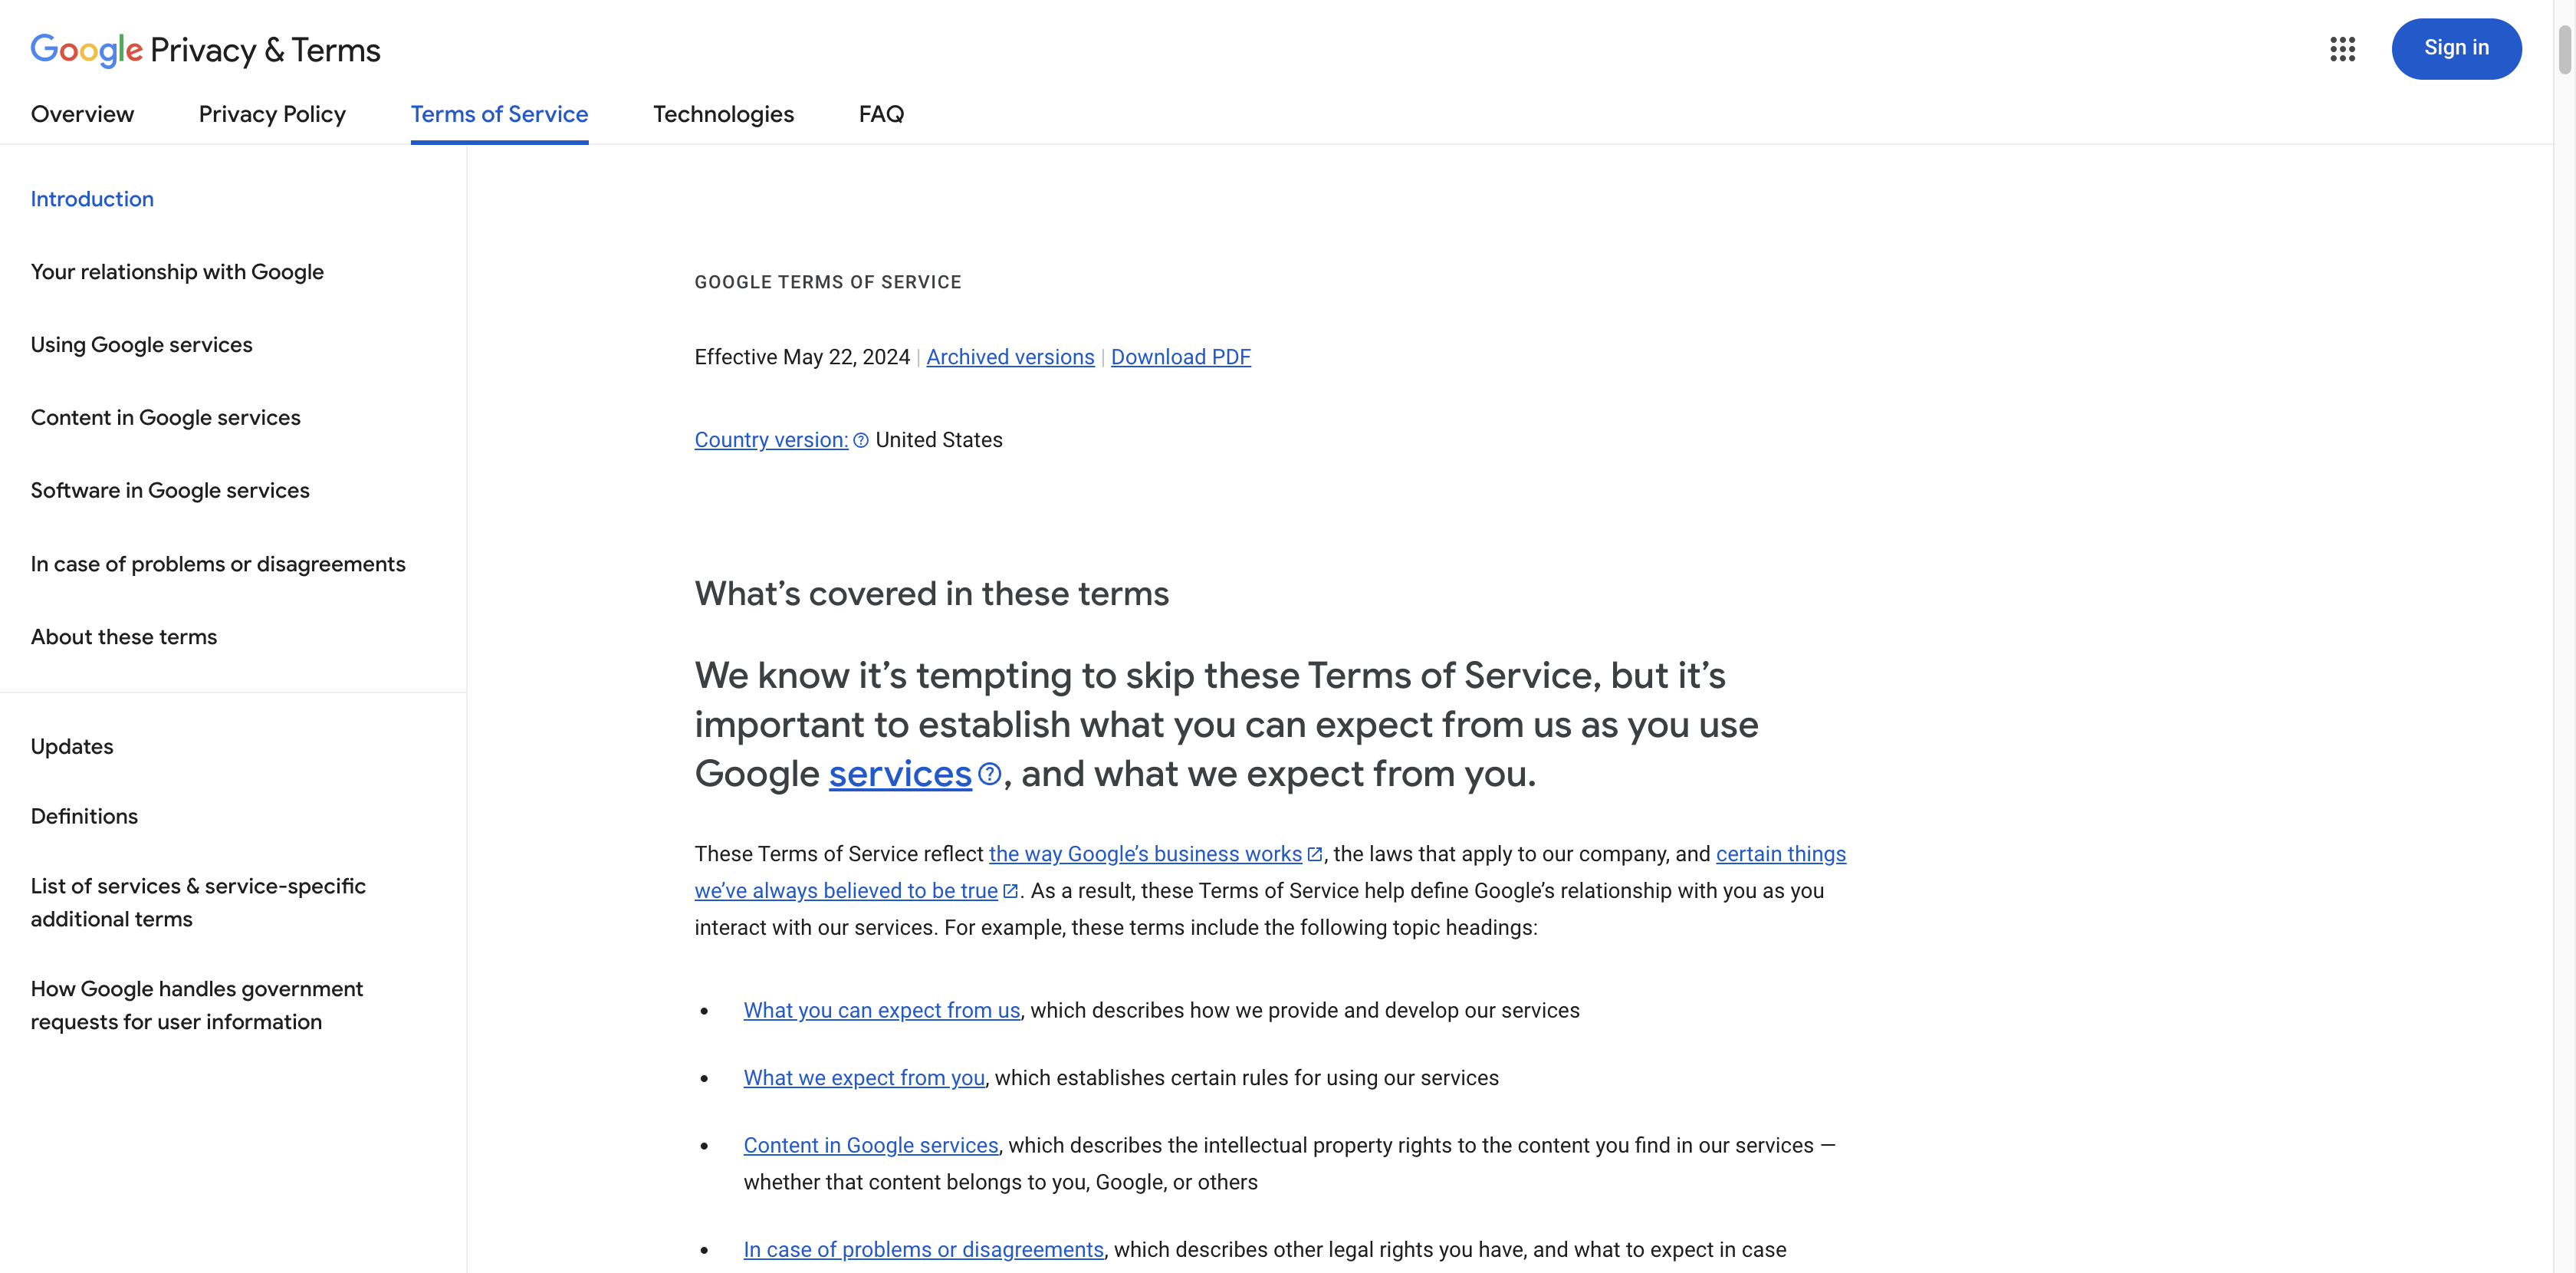 Google Privacy & Terms
Sign in
Overview
Privacy Policy
Terms of Service
Technologies
FAQ
Introduction
Your relationship with Google
Using Google services
Content in Google services
Software in Google services
In case of problems or disagreements
About these terms
Updates
Definitions
List of services & service-specific
additional terms
How Google handles government
requests for user information
GOOGLE TERMS OF SERVICE
Effective May 22, 2024 | Archived versions | Download PDF
Country version: United States
What’s covered in these terms
We know it’s tempting to skip these Terms of Service, but it’s
important to establish what you can expect from us as you use
Google services, and what we expect from you.
These Terms of Service reflect the way Google’s business works, the laws that apply to our company, and certain things
we’ve always believed to be true. As a result, these Terms of Service help define Google’s relationship with you as you
interact with our services. For example, these terms include the following topic headings:
• What you can expect from us, which describes how we provide and develop our services
• What we expect from you, which establishes certain rules for using our services
• Content in Google services, which describes the intellectual property rights to the content you find in our services —
whether that content belongs to you, Google, or others
• In case of problems or disagreements, which describes other legal rights you have, and what to expect in case